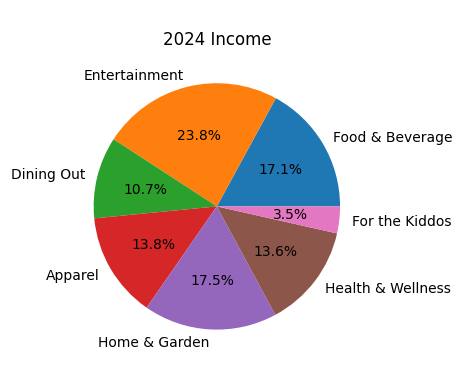 2024 Income
Entertainment
23.8%
Food & Beverage
17.1%
Dining Out
10.7%
3.5%
For the Kiddos
13.8%
13.6%
Apparel
17.5%
Health & Wellness
Home & Garden